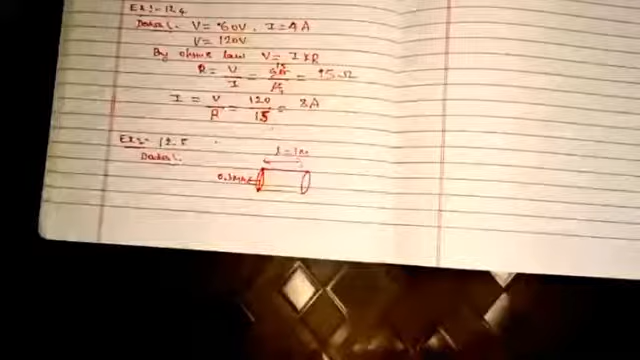 Ex:- 12.4
Data:- V = 60V, I = 4A
V = 120V
By ohms law V = I × R
R = V/I = 60/4 = 15 Ω
I = V/R = 120/15 = 8A
Ex:- 12.5
Data:-
l = 1m